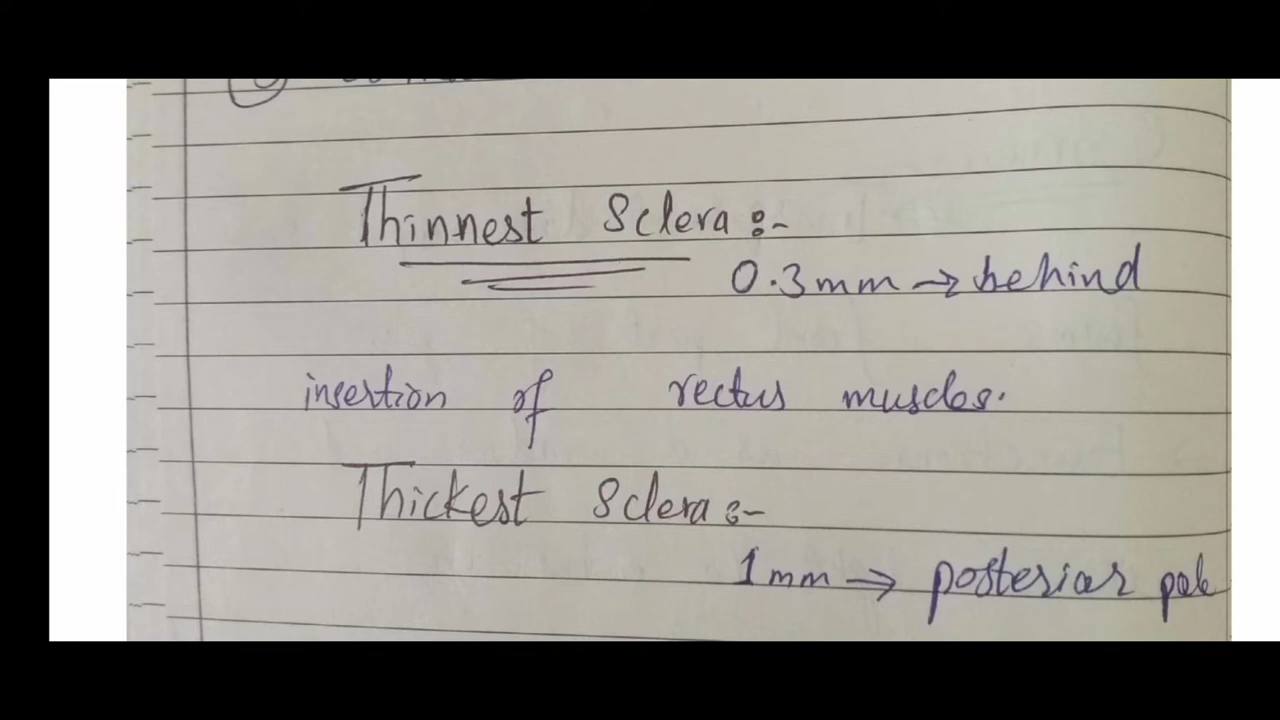 Thinnest Sclera :-
0.3mm → behind
insertion of rectus muscles.
Thickest Sclera :-
1mm → posterior pole